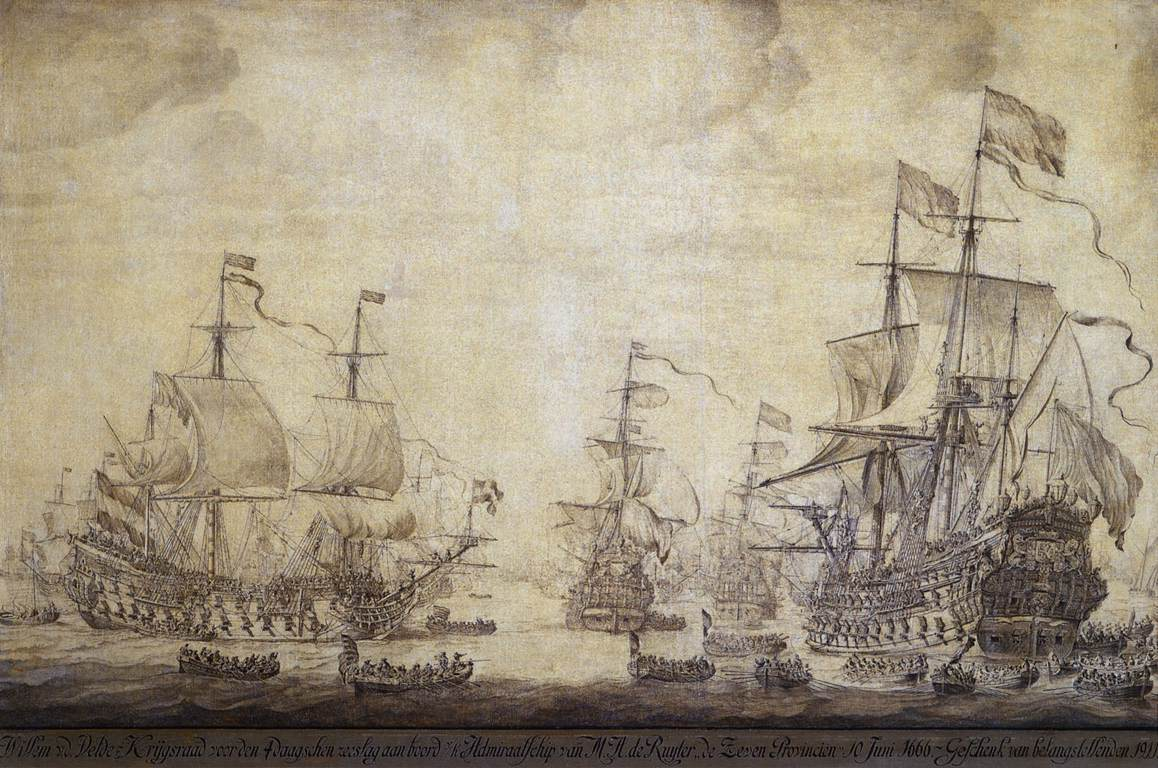 Willem v.d. Velde: Krijgsraad voor den 4daagschen zeeslag aan boord v/h Admiraalschip van M. A. de Ruyter „de Zeven Provincien” 10 Juni 1666 ~ Geschenk van belangstellenden 1911